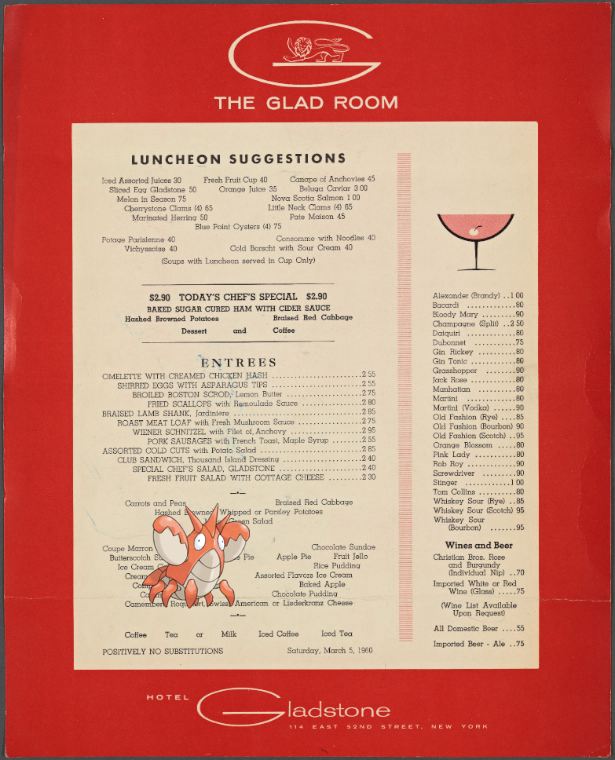 THE GLAD ROOM
LUNCHEON SUGGESTIONS
Iced Assorted Juices 30 Fresh Fruit Cup 40 Canape of Anchovies 45
Sliced Egg Gladstone 50 Orange Juice 35 Beluga Caviar 3 00
Melon in Season 75 Nova Scotia Salmon 1 00
Cherrystone Clams (4) 65 Little Neck Clams (4) 65
Marinated Herring 50 Pate Maison 45
Blue Point Oysters (4) 75
Potage Parisienne 40 Consomme with Noodles 40
Vichyssoise 40 Cold Borscht with Sour Cream 40
(Soups with Luncheon served in Cup Only)
$2.90 TODAY'S CHEF'S SPECIAL $2.90
BAKED SUGAR CURED HAM WITH CIDER SAUCE
Hashed Browned Potatoes Braised Red Cabbage
Dessert and Coffee
ENTREES
OMELETTE WITH CREAMED CHICKEN HASH 2 55
SHIRRED EGGS WITH ASPARAGUS TIPS 2 55
BROILED BOSTON SCROD, Lemon Butter 2 75
FRIED SCALLOPS with Remoulade Sauce 2 80
BRAISED LAMB SHANK, Jardiniere 2 85
ROAST MEAT LOAF with Fresh Mushroom Sauce 2 75
WIENER SCHNITZEL with Filet of Anchovy 2 95
PORK SAUSAGES with French Toast, Maple Syrup 2 55
ASSORTED COLD CUTS with Potato Salad 2 85
CLUB SANDWICH, Thousand Island Dressing 2 40
SPECIAL CHEF'S SALAD, GLADSTONE 2 40
FRESH FRUIT SALAD WITH COTTAGE CHEESE 2 30
Carrots and Peas Braised Red Cabbage
Hashed Browned Whipped or Parsley Potatoes
Green Salad
Coupe Marron Chocolate Sundae
Butterscotch Pie Apple Pie Fruit Jello
Ice Cream Rice Pudding
Cream Assorted Flavors Ice Cream
Baked Apple
Chocolate Pudding
Camembert, Roquefort, Swiss, American or Liederkranz Cheese
Coffee Tea or Milk Iced Coffee Iced Tea
POSITIVELY NO SUBSTITUTIONS Saturday, March 5, 1960
Alexander (Brandy) ..1 00
Bacardi .80
Bloody Mary .90
Champagne (Split) ..2 50
Daiquiri .80
Dubonnet .75
Gin Rickey .80
Gin Tonic .80
Grasshopper .90
Jack Rose .80
Manhattan .80
Martini .80
Martini (Vodka) .90
Old Fashion (Rye) ..85
Old Fashion (Bourbon) 90
Old Fashion (Scotch) ..95
Orange Blossom .80
Pink Lady .80
Rob Roy .90
Screwdriver .90
Stinger 1 00
Tom Collins .80
Whiskey Sour (Rye) ..85
Whiskey Sour (Scotch) 95
Whiskey Sour
(Bourbon) .95
Wines and Beer
Christian Bros. Rose
and Burgundy
(Individual Nip) ..70
Imported White or Red
Wine (Glass) .75
(Wine List Available
Upon Request)
All Domestic Beer ....55
Imported Beer - Ale ..75
HOTEL Gladstone
114 EAST 52ND STREET, NEW YORK